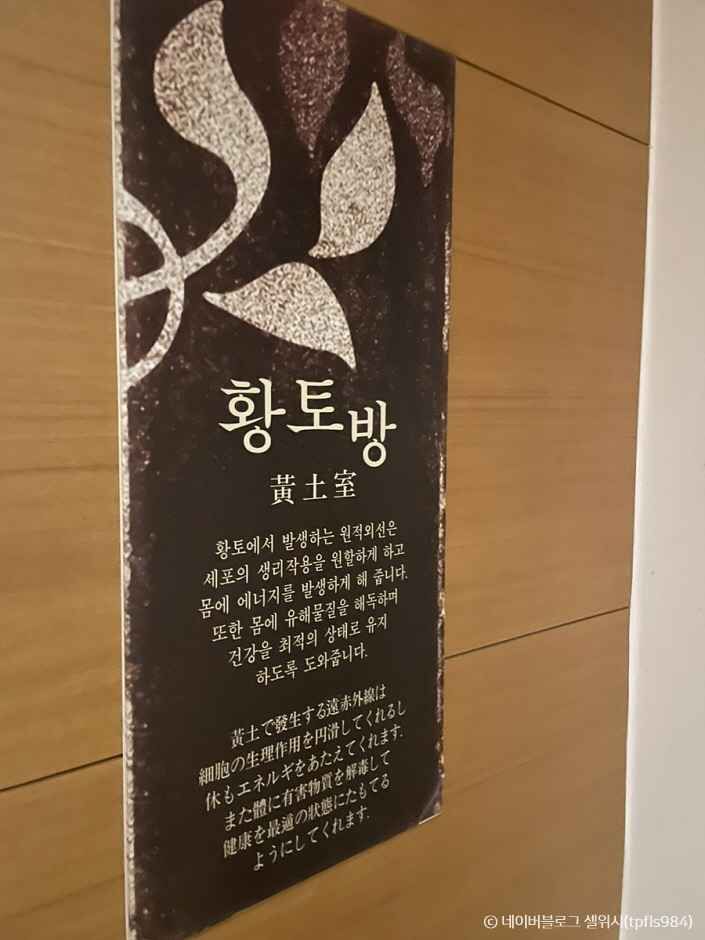 황토방
黃土室
황토에서 발생하는 원적외선은
세포의 생리작용을 원할하게 하고
몸에 에너지를 발생하게 해 줍니다.
또한 몸에 유해물질을 해독하며
건강을 최적의 상태로 유지
하도록 도와줍니다.
黃土で發生する遠赤外線は
細胞の生理作用を円滑してくれるし
休もエネルギをあたえてくれます.
また體に有害物質を解毒して
健康を最適の狀態にたもてる
ようにしてくれます.
© 네이버블로그 셀위시(tpfls984)